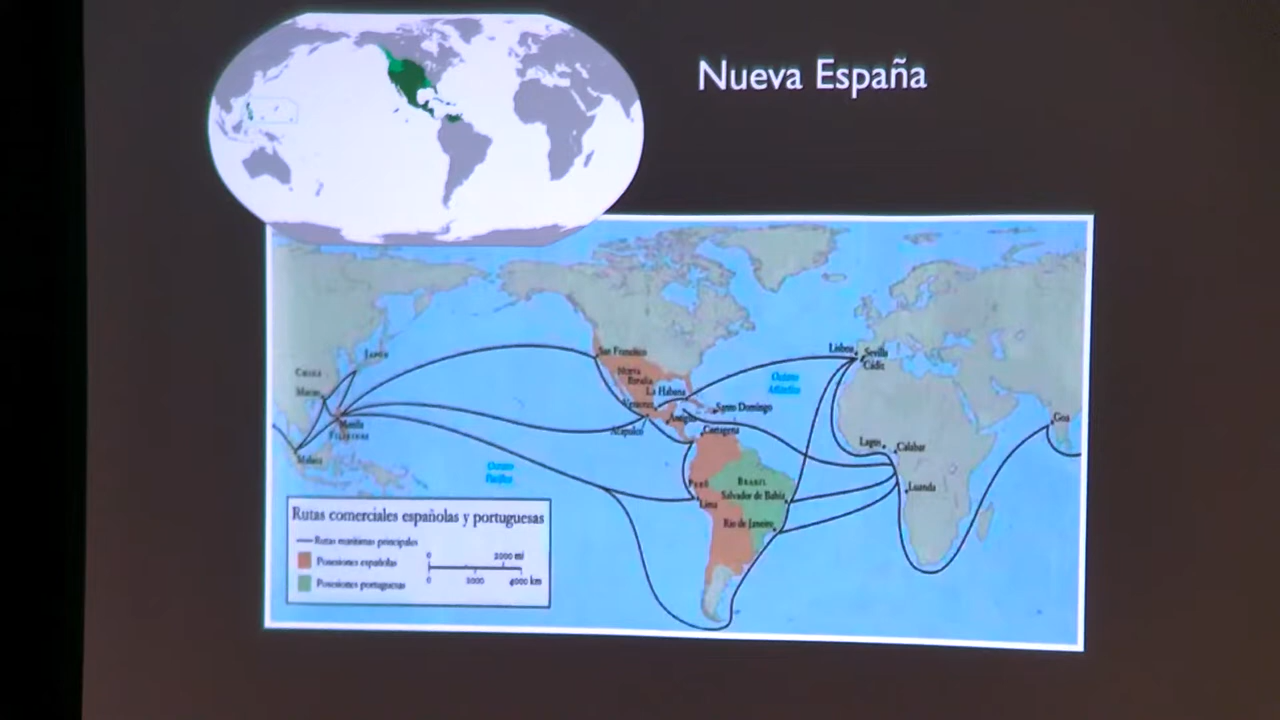 Nueva España
Japón
China
Macao
Manila
Filipinas
Malaca
San Francisco
Nueva
España
La Habana
Veracruz
Acapulco
Santo Domingo
Cartagena
Océano
Atlántico
Lisboa
Sevilla
Cádiz
Lagos
Calabar
Luanda
Goa
Océano
Pacífico
Perú
Lima
Brasil
Salvador de Bahía
Rio de Janeiro
Rutas comerciales españolas y portuguesas
Rutas marítimas principales
Posesiones españolas
Posesiones portuguesas
0 2000 mi
0 2000 4000 km